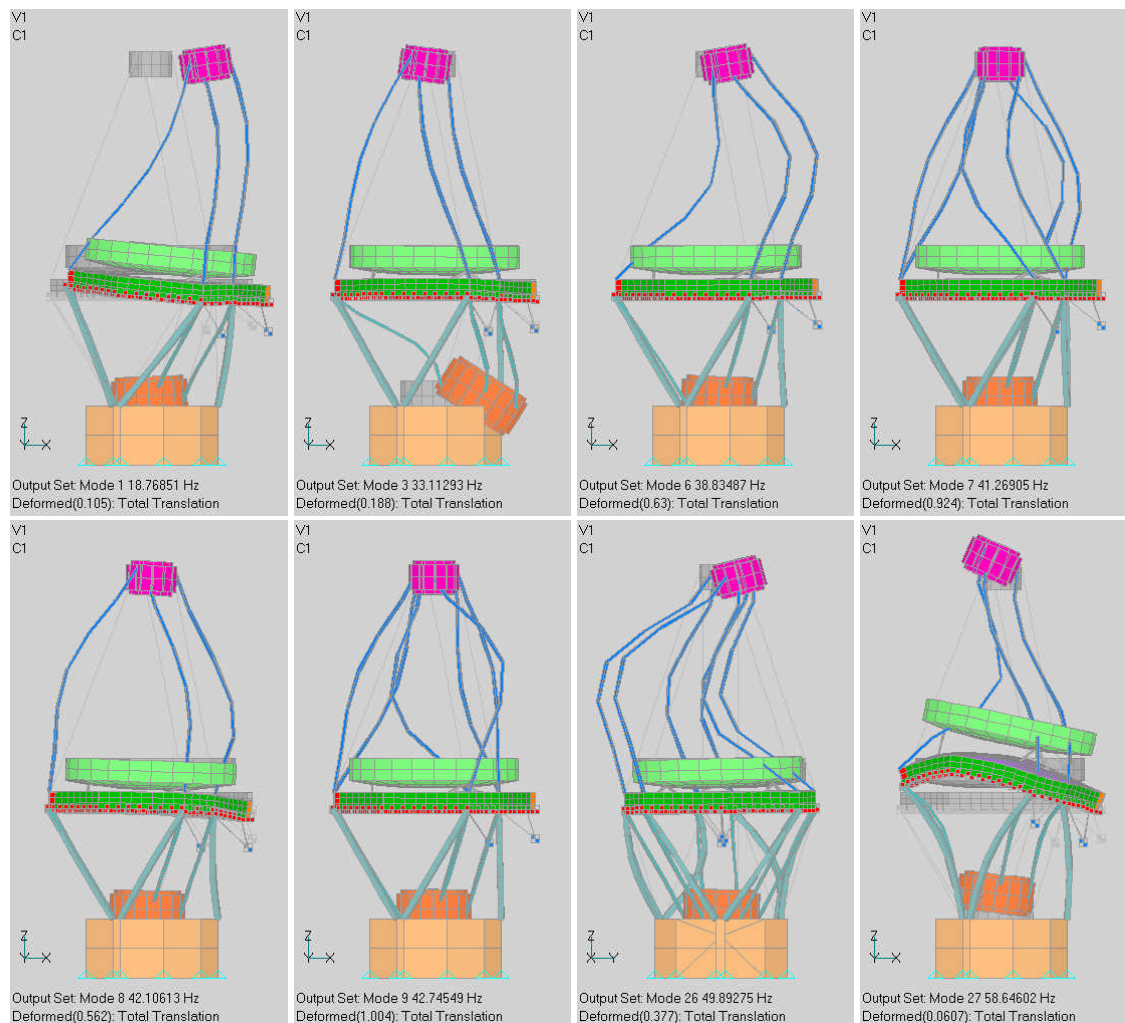 V1
C1
Z
Y X
Output Set: Mode 1 18.76851 Hz
Deformed(0.105): Total Translation
V1
C1
Z
Y X
Output Set: Mode 3 33.11293 Hz
Deformed(0.188): Total Translation
V1
C1
Z
Y X
Output Set: Mode 6 38.83487 Hz
Deformed(0.63): Total Translation
V1
C1
Z
Y X
Output Set: Mode 7 41.26905 Hz
Deformed(0.924): Total Translation
V1
C1
Z
Y X
Output Set: Mode 8 42.10613 Hz
Deformed(0.562): Total Translation
V1
C1
Z
Y X
Output Set: Mode 9 42.74549 Hz
Deformed(1.004): Total Translation
V1
C1
Z
X Y
Output Set: Mode 26 49.89275 Hz
Deformed(0.377): Total Translation
V1
C1
Z
Y X
Output Set: Mode 27 58.64602 Hz
Deformed(0.0607): Total Translation